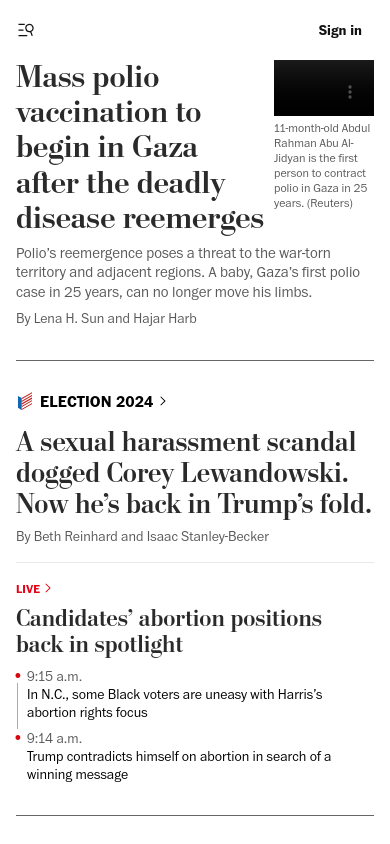 Sign in
Mass polio
vaccination to
begin in Gaza
after the deadly
disease reemerges
11-month-old Abdul
Rahman Abu Al-
Jidyan is the first
person to contract
polio in Gaza in 25
years. (Reuters)
Polio’s reemergence poses a threat to the war-torn
territory and adjacent regions. A baby, Gaza’s first polio
case in 25 years, can no longer move his limbs.
By Lena H. Sun and Hajar Harb
ELECTION 2024
A sexual harassment scandal
dogged Corey Lewandowski.
Now he’s back in Trump’s fold.
By Beth Reinhard and Isaac Stanley-Becker
LIVE
Candidates’ abortion positions
back in spotlight
9:15 a.m.
In N.C., some Black voters are uneasy with Harris’s
abortion rights focus
9:14 a.m.
Trump contradicts himself on abortion in search of a
winning message